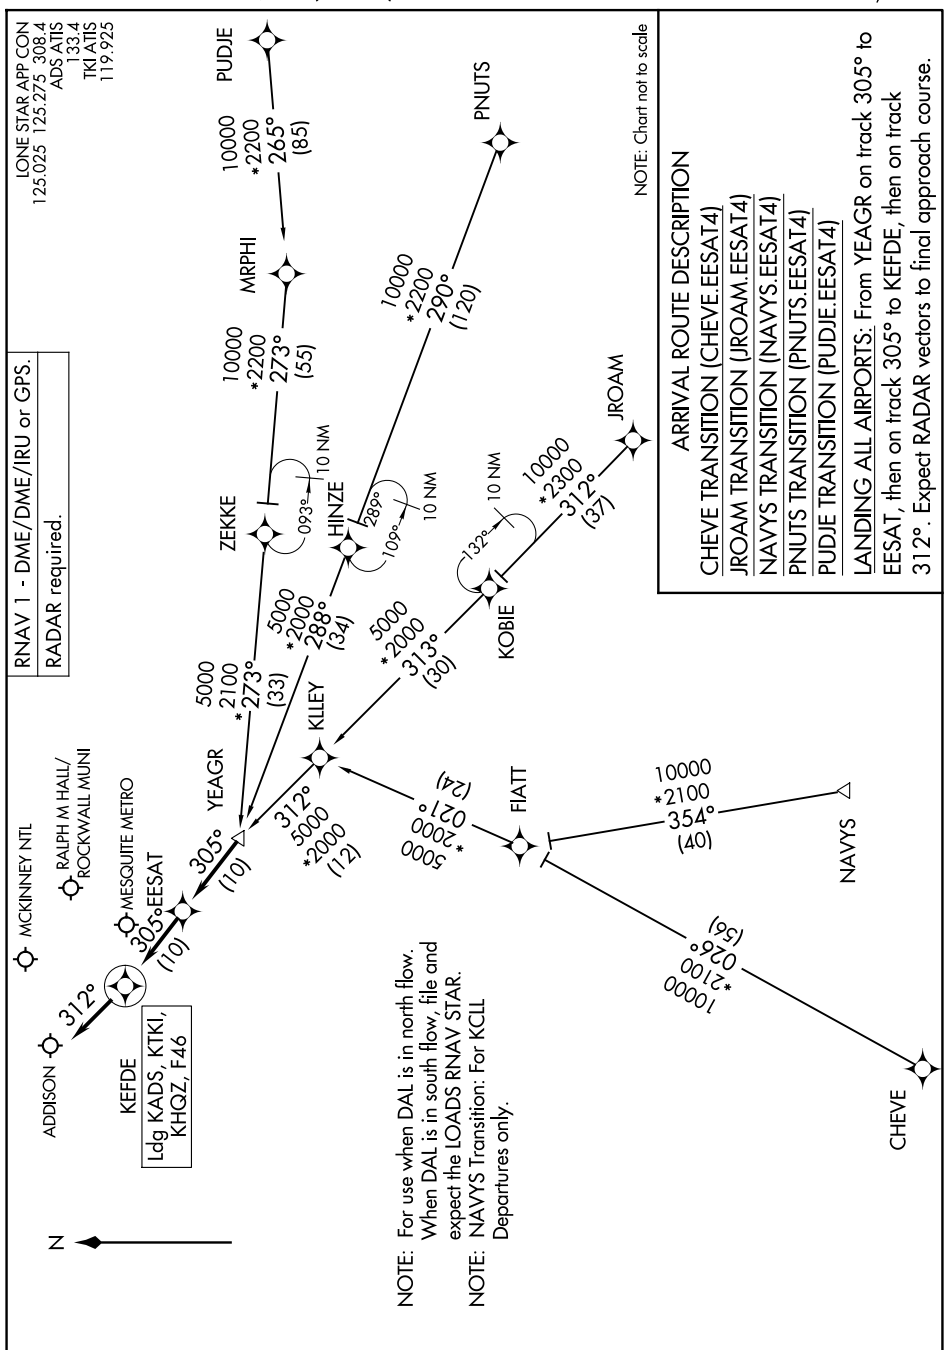 RNAV 1 - DME/DME/IRU or GPS.
RADAR required.
LONE STAR APP CON
125.025 125.275 308.4
ADS ATIS
133.4
TKI ATIS
119.925
N
ADDISON
MCKINNEY NTL
RALPH M HALL/
ROCKWALL MUNI
MESQUITE METRO
312°
KEFDE
Ldg KADS, KTKI,
KHQZ, F46
305°
(10)
EESAT
305°
(10)
YEAGR
5000
2100
*273°
(33)
ZEKKE
093°
10 NM
10000
*2200
273°
(55)
MRPHI
10000
*2200
265°
(85)
PUDJE
5000
*2000
288°
(34)
HINZE
289°
109°
10 NM
10000
*2200
290°
(120)
PNUTS
312°
5000
*2000
(12)
KLLEY
5000
*2000
313°
(30)
KOBIE
132°
10 NM
10000
*2300
312°
(37)
JROAM
5000
*2000
021°
(24)
FIATT
10000
*2100
354°
(40)
NAVYS
10000
*2100
026°
(56)
CHEVE
NOTE: For use when DAL is in north flow.
When DAL is in south flow, file and
expect the LOADS RNAV STAR.
NOTE: NAVYS Transition: For KCLL
Departures only.
NOTE: Chart not to scale
ARRIVAL ROUTE DESCRIPTION
CHEVE TRANSITION (CHEVE.EESAT4)
JROAM TRANSITION (JROAM.EESAT4)
NAVYS TRANSITION (NAVYS.EESAT4)
PNUTS TRANSITION (PNUTS.EESAT4)
PUDJE TRANSITION (PUDJE.EESAT4)
LANDING ALL AIRPORTS: From YEAGR on track 305° to
EESAT, then on track 305° to KEFDE, then on track
312°. Expect RADAR vectors to final approach course.